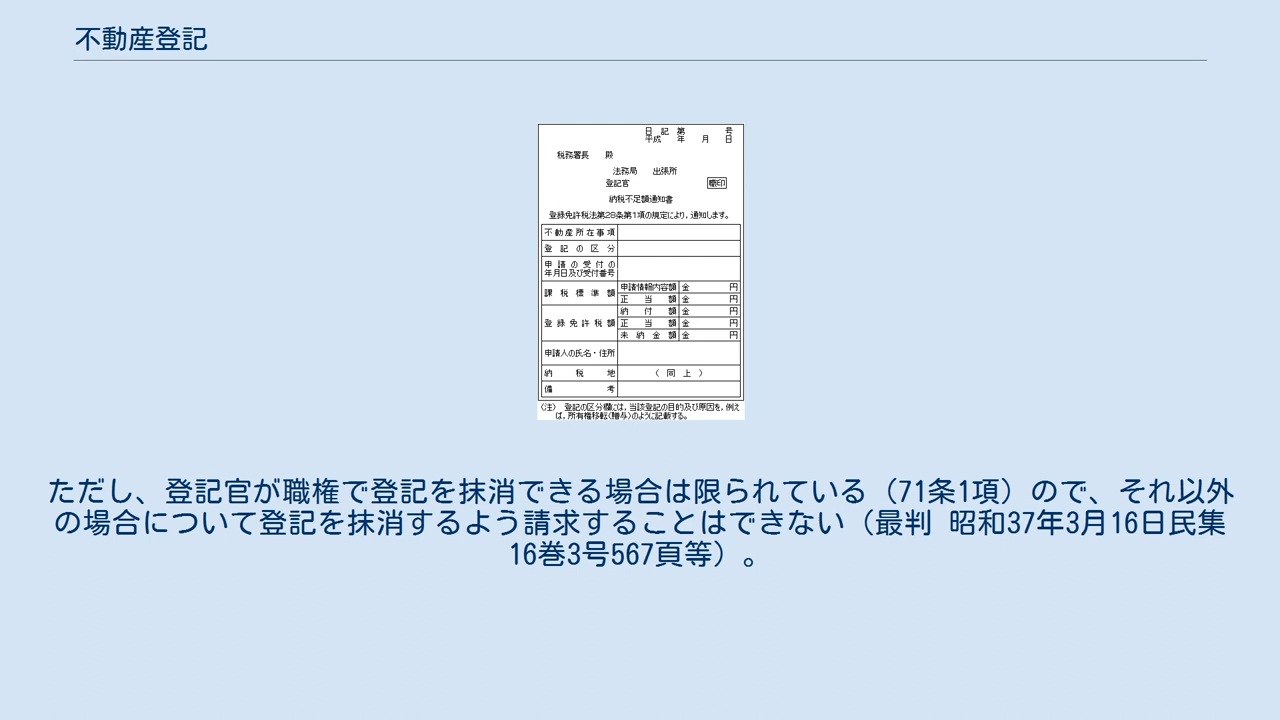 不動産登記
日 記 第 号
平成 年 月 日
税務署長 殿
法務局 出張所
登記官 職印
納税不足額通知書
登録免許税法第28条第1項の規定により，通知します。
不動産所在事項
登記の区分
申請の受付の
年月日及び受付番号
課税標準額 申請情報内容額 金 円
正当額 金 円
登録免許税額 納付額 金 円
正当額 金 円
未納金額 金 円
申請人の氏名・住所
納税地 （同上）
備考
（注） 登記の区分欄には，当該登記の目的及び原因を，例え
ば，所有権移転（贈与）のように記載する。
ただし、登記官が職権で登記を抹消できる場合は限られている（71条1項）ので、それ以外
の場合について登記を抹消するよう請求することはできない（最判 昭和37年3月16日民集
16巻3号567頁等）。